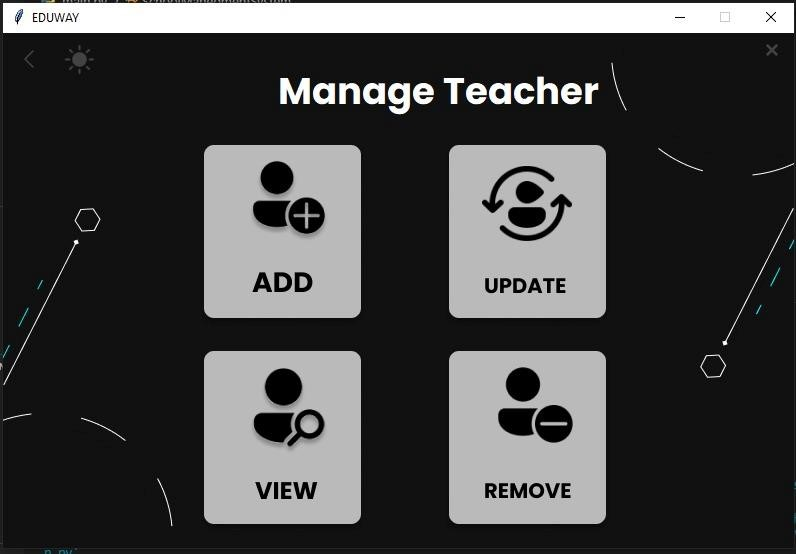 EDUWAY
Manage Teacher
ADD
UPDATE
VIEW
REMOVE